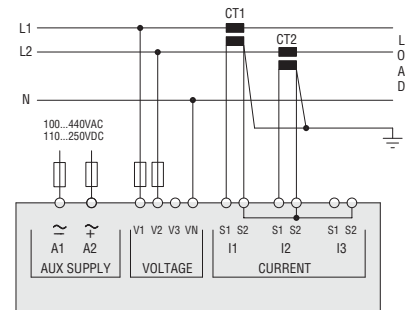 CT1
L1
CT2
L2
LOAD
N
100...440VAC
110...250VDC
V1 V2 V3 VN
S1 S2 S1 S2 S1 S2
A1 A2
I1 I2 I3
AUX SUPPLY VOLTAGE CURRENT